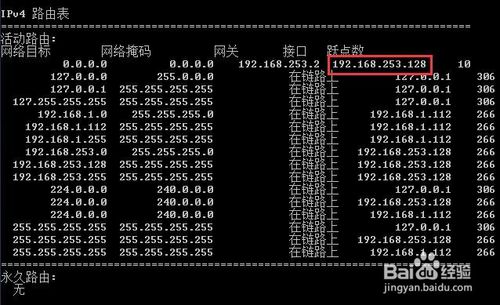 IPv4 路由表
活动路由:
网络目标 网络掩码 网关 接口 跃点数
0.0.0.0 0.0.0.0 192.168.253.2 192.168.253.128 10
127.0.0.0 255.0.0.0 在链路上 127.0.0.1 306
127.0.0.1 255.255.255.255 在链路上 127.0.0.1 306
127.255.255.255 255.255.255.255 在链路上 127.0.0.1 306
192.168.1.0 255.255.255.0 在链路上 192.168.1.112 266
192.168.1.112 255.255.255.255 在链路上 192.168.1.112 266
192.168.1.255 255.255.255.255 在链路上 192.168.1.112 266
192.168.253.0 255.255.255.0 在链路上 192.168.253.128 266
192.168.253.128 255.255.255.255 在链路上 192.168.253.128 266
192.168.253.255 255.255.255.255 在链路上 192.168.253.128 266
224.0.0.0 240.0.0.0 在链路上 127.0.0.1 306
224.0.0.0 240.0.0.0 在链路上 192.168.253.128 266
224.0.0.0 240.0.0.0 在链路上 192.168.1.112 266
255.255.255.255 255.255.255.255 在链路上 127.0.0.1 306
255.255.255.255 255.255.255.255 在链路上 192.168.253.128 266
255.255.255.255 255.255.255.255 在链路上 192.168.1.112 266
永久路由:
无
Baidu 经验
jingyan.baidu.com